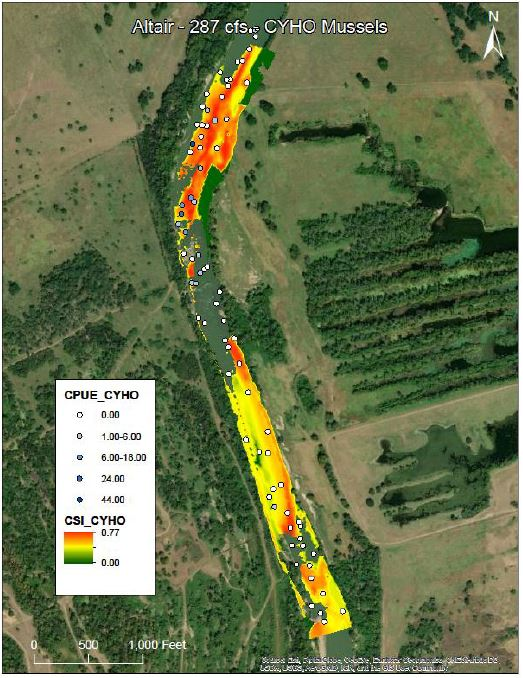 Altair - 287 cfs - CYHO Mussels
N
CPUE_CYHO
0.00
1.00-6.00
6.00-16.00
24.00
44.00
CSI_CYHO
0.77
0.00
0 500 1,000 Feet